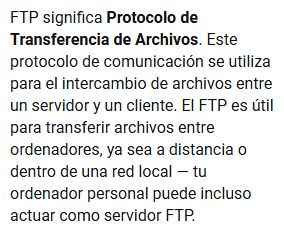 FTP significa Protocolo de
Transferencia de Archivos. Este
protocolo de comunicación se utiliza
para el intercambio de archivos entre
un servidor y un cliente. El FTP es útil
para transferir archivos entre
ordenadores, ya sea a distancia o
dentro de una red local — tu
ordenador personal puede incluso
actuar como servidor FTP.